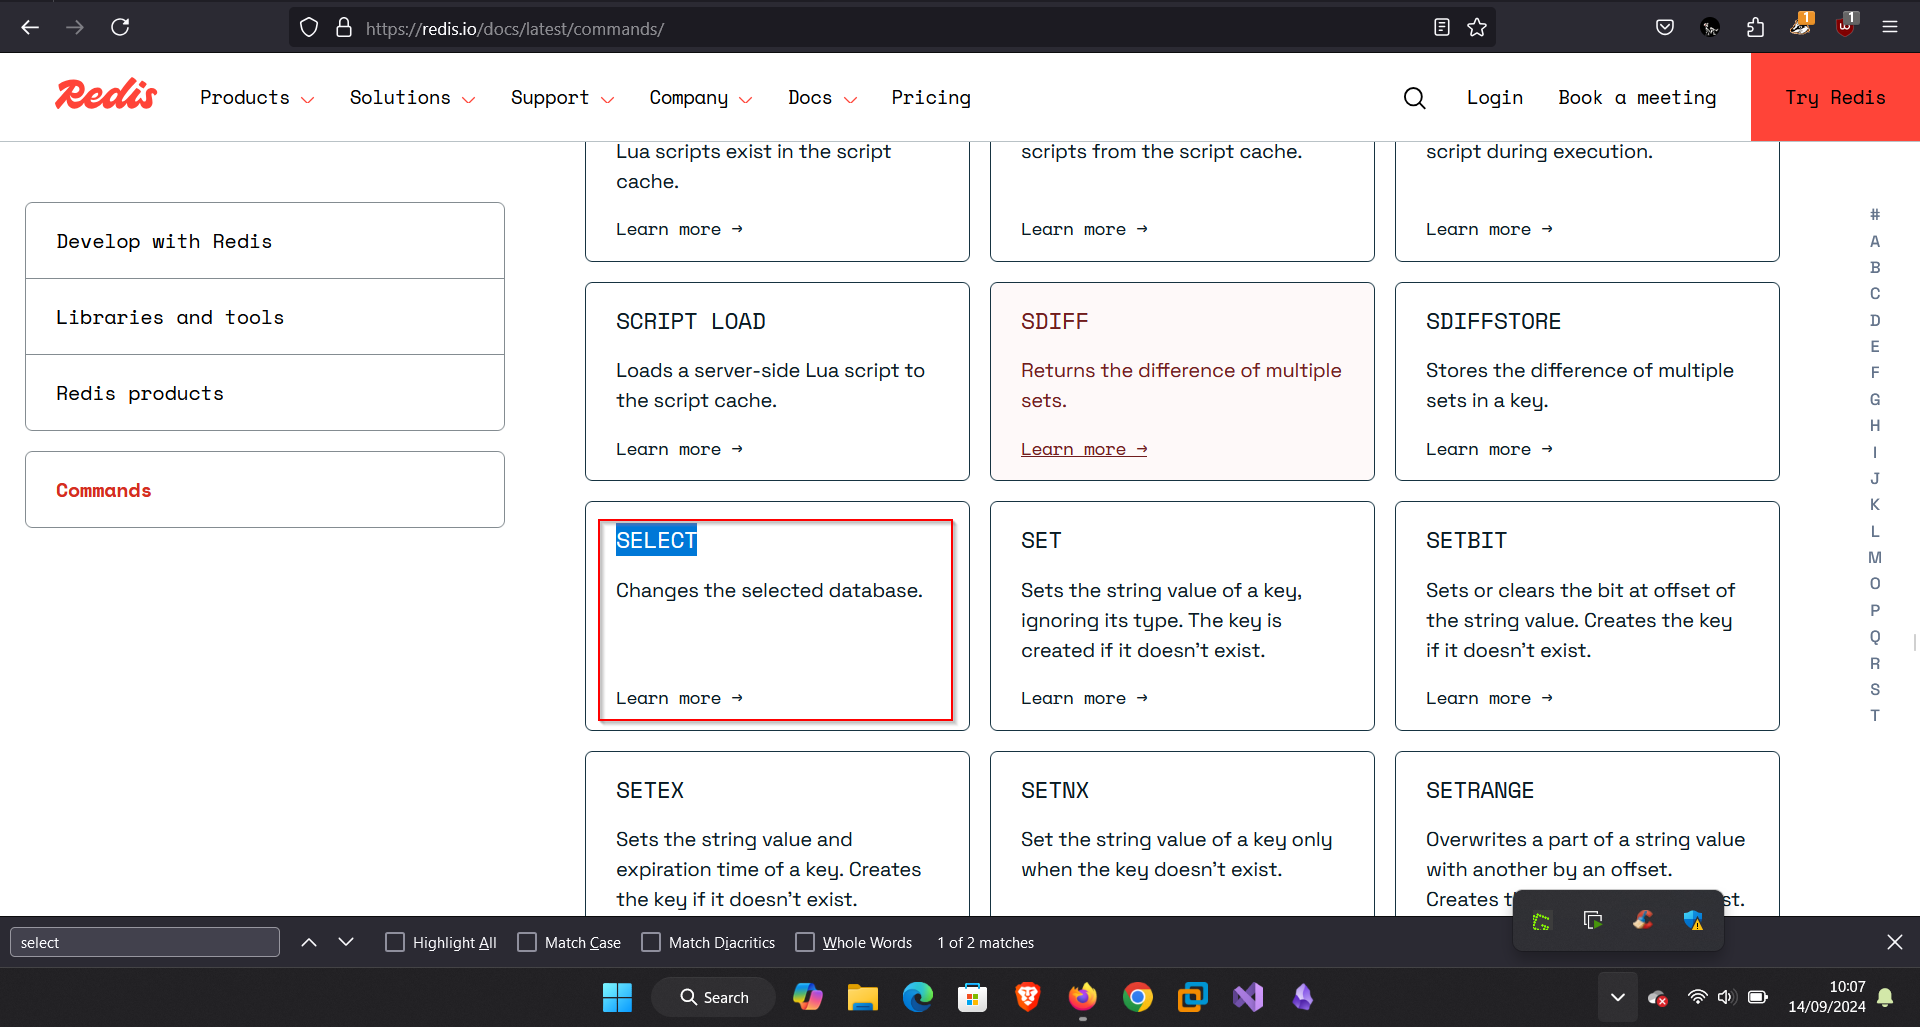 https://redis.io/docs/latest/commands/
1
1
Redis
Products
Solutions
Support
Company
Docs
Pricing
Login
Book a meeting
Try Redis
Develop with Redis
Libraries and tools
Redis products
Commands
Lua scripts exist in the script
cache.
Learn more →
scripts from the script cache.
Learn more →
script during execution.
Learn more →
SCRIPT LOAD
Loads a server-side Lua script to
the script cache.
Learn more →
SDIFF
Returns the difference of multiple
sets.
Learn more →
SDIFFSTORE
Stores the difference of multiple
sets in a key.
Learn more →
SELECT
Changes the selected database.
Learn more →
SET
Sets the string value of a key,
ignoring its type. The key is
created if it doesn't exist.
Learn more →
SETBIT
Sets or clears the bit at offset of
the string value. Creates the key
if it doesn't exist.
Learn more →
SETEX
Sets the string value and
expiration time of a key. Creates
the key if it doesn't exist.
SETNX
Set the string value of a key only
when the key doesn't exist.
SETRANGE
Overwrites a part of a string value
with another by an offset.
Creates t st.
#
A
B
C
D
E
F
G
H
I
J
K
L
M
O
P
Q
R
S
T
select
Highlight All
Match Case
Match Diacritics
Whole Words
1 of 2 matches
Search
10:07
14/09/2024